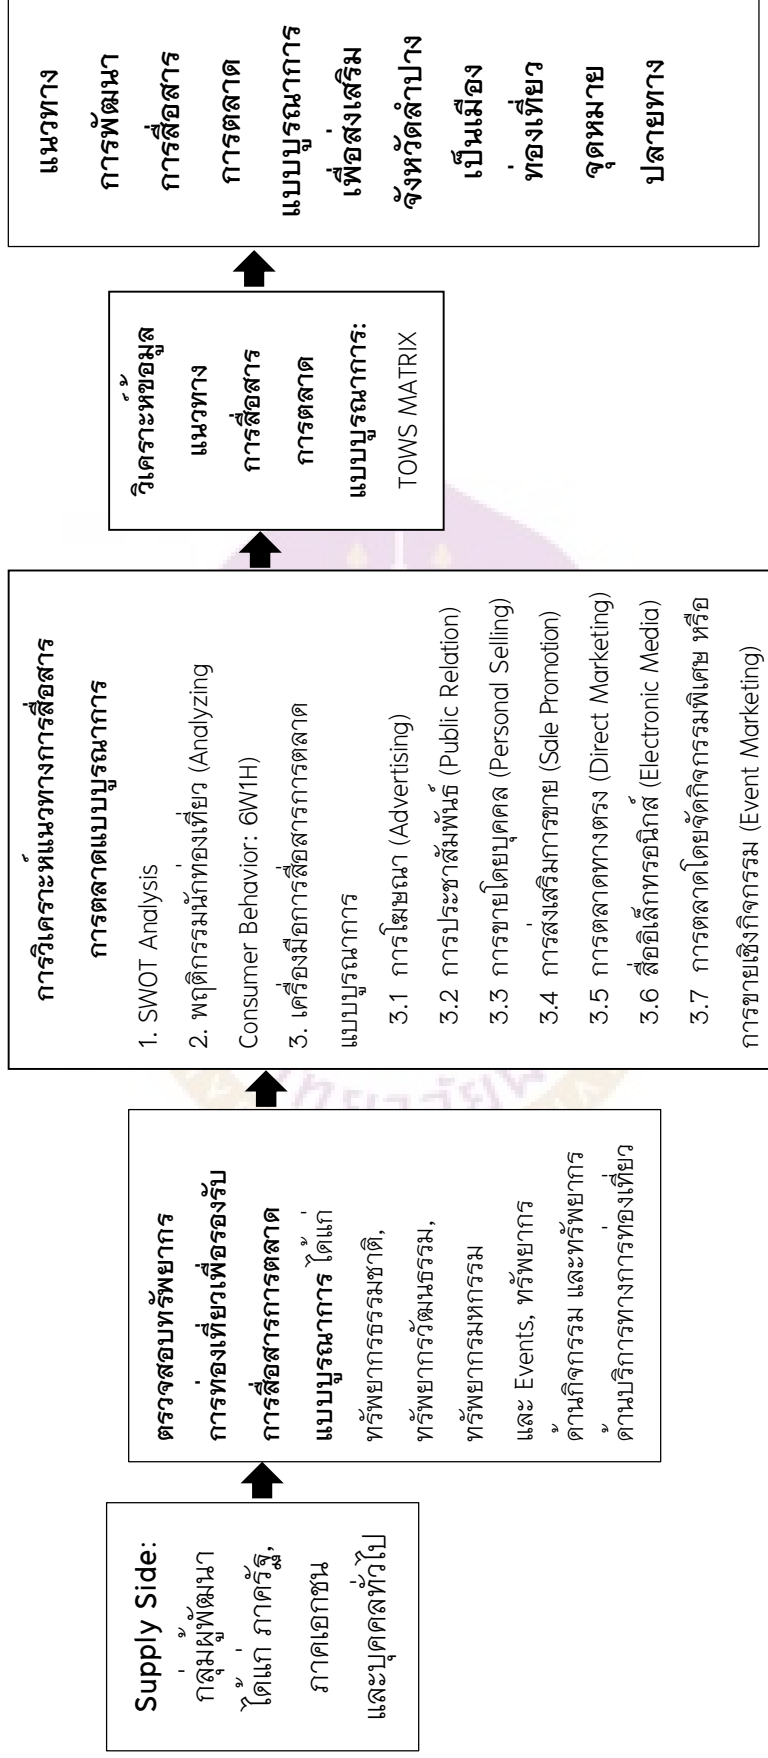 Supply Side:
กลุ่มผู้พัฒนา
ได้แก่ ภาครัฐ,
ภาคเอกชน
และบุคคลทั่วไป
ตรวจสอบทรัพยากร
การท่องเที่ยวเพื่อรองรับ
การสื่อสารการตลาด
แบบบูรณาการ ได้แก่
ทรัพยากรธรรมชาติ,
ทรัพยากรวัฒนธรรม,
ทรัพยากรมหกรรม
และ Events, ทรัพยากร
ด้านกิจกรรม และทรัพยากร
ด้านบริการทางการท่องเที่ยว
การวิเคราะห์แนวทางการสื่อสาร
การตลาดแบบบูรณาการ
1. SWOT Analysis
2. พฤติกรรมนักท่องเที่ยว (Analyzing
Consumer Behavior: 6W1H)
3. เครื่องมือการสื่อสารการตลาด
แบบบูรณาการ
3.1 การโฆษณา (Advertising)
3.2 การประชาสัมพันธ์ (Public Relation)
3.3 การขายโดยบุคคล (Personal Selling)
3.4 การส่งเสริมการขาย (Sale Promotion)
3.5 การตลาดทางตรง (Direct Marketing)
3.6 สื่ออิเล็กทรอนิกส์ (Electronic Media)
3.7 การตลาดโดยจัดกิจกรรมพิเศษ หรือ
การขายเชิงกิจกรรม (Event Marketing)
วิเคราะห์ข้อมูล
แนวทาง
การสื่อสาร
การตลาด
แบบบูรณาการ:
TOWS MATRIX
แนวทาง
การพัฒนา
การสื่อสาร
การตลาด
แบบบูรณาการ
เพื่อส่งเสริม
จังหวัดลำปาง
เป็นเมือง
ท่องเที่ยว
จุดหมาย
ปลายทาง